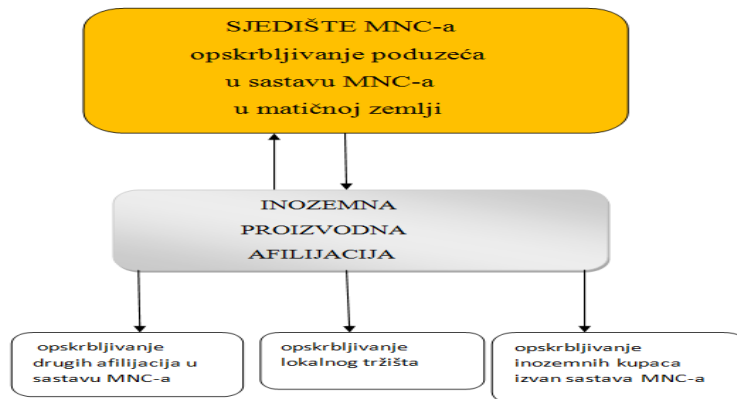 SJEDIŠTE MNC-a
opskrbljivanje poduzeća
u sastavu MNC-a
u matičnoj zemlji
INOZEMNA
PROIZVODNA
AFILIJACIJA
opskrbljivanje
drugih afilijacija u
sastavu MNC-a
opskrbljivanje
lokalnog tržišta
opskrbljivanje
inozemnih kupaca
izvan sastava MNC-a